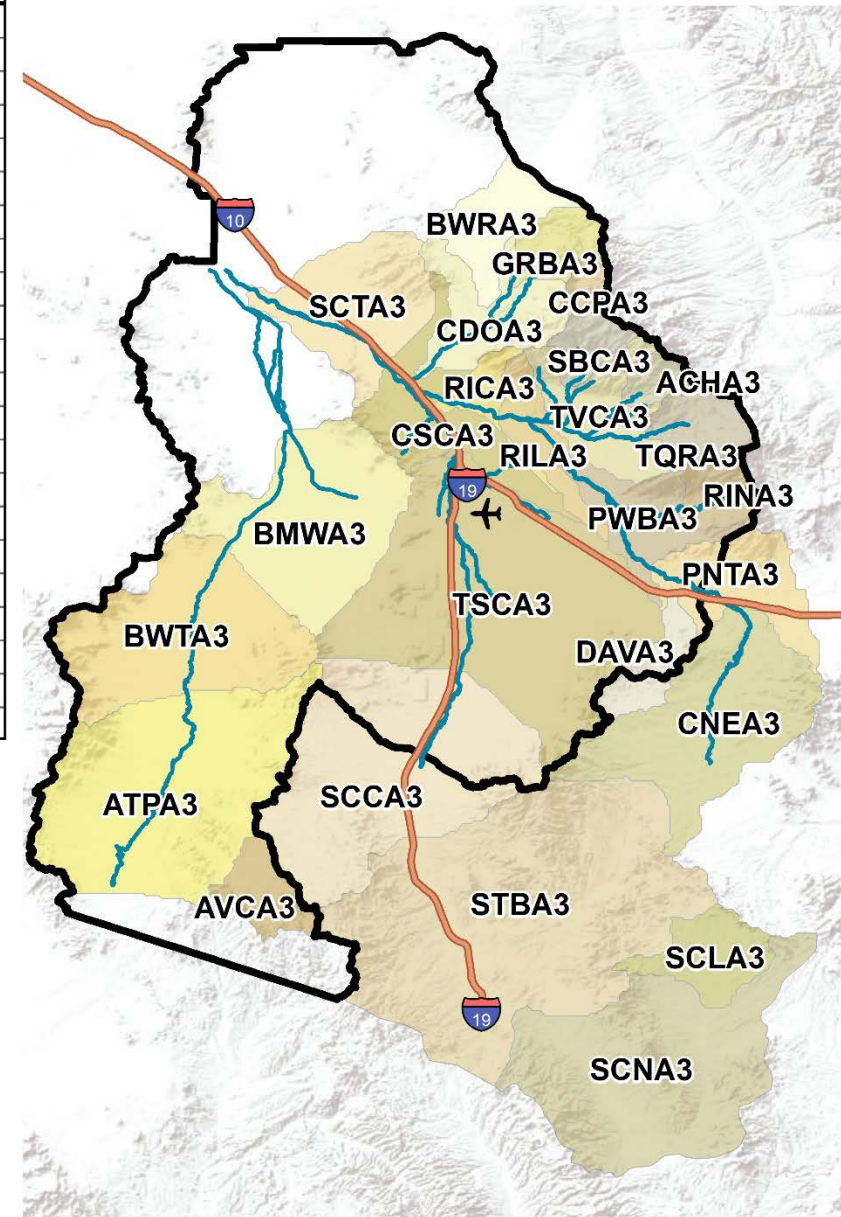 10
BWRA3
GRBA3
CCPA3
SCTA3
CDOA3
SBCA3
ACHA3
RICA3
TVCA3
CSCA3
RILA3
TQRA3
19
RINA3
PWBA3
BMWA3
PNTA3
TSCA3
BWTA3
DAVA3
CNEA3
SCCA3
ATPA3
AVCA3
STBA3
SCLA3
19
SCNA3